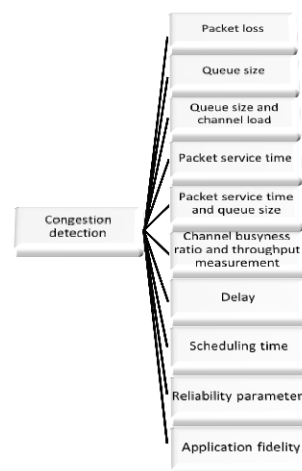 Packet loss
Queue size
Queue size and
channel load
Packet service time
Packet service time
and queue size
Congestion
detection
Channel busyness
ratio and throughput
measurement
Delay
Scheduling time
Reliability parameter
Application fidelity